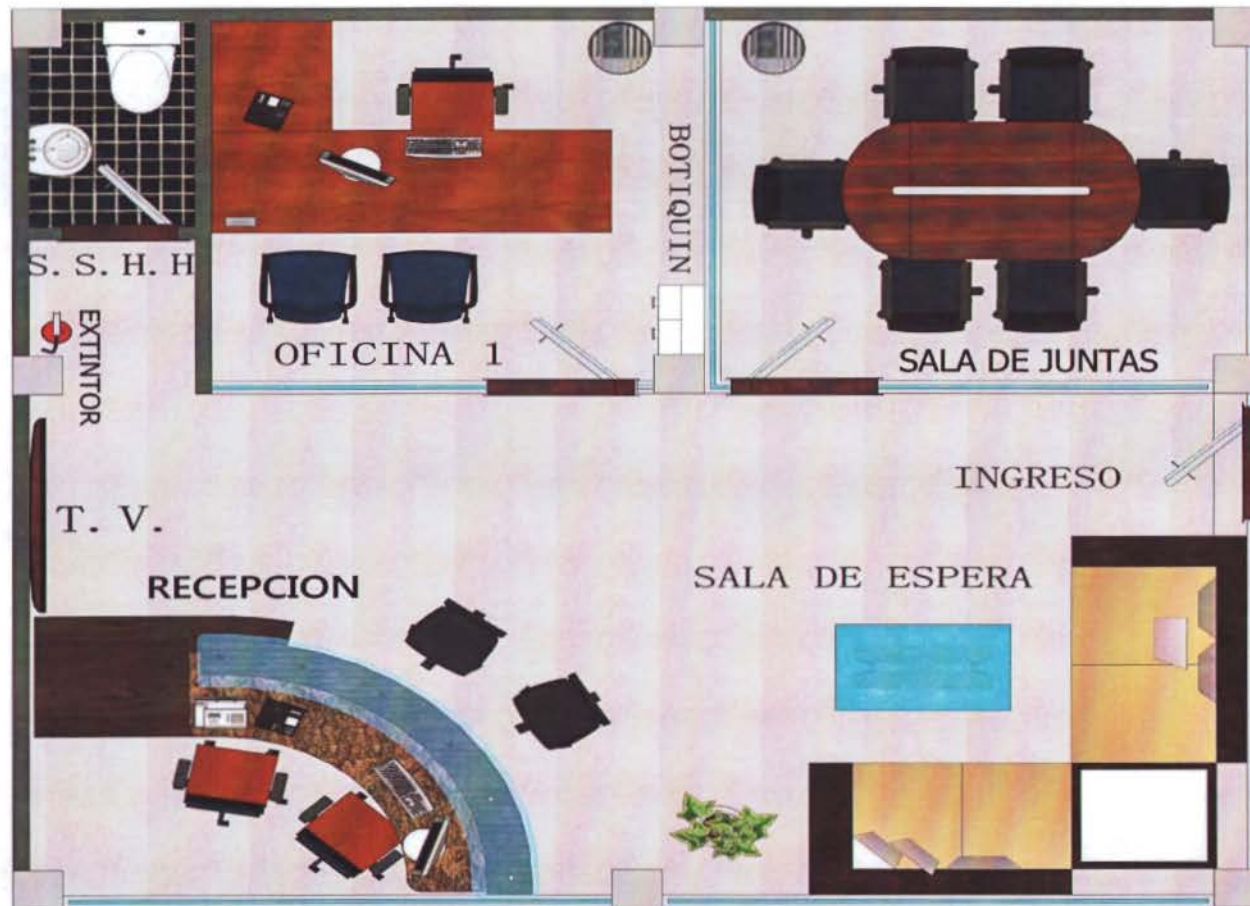 BOTIQUIN
S. S. H. H
EXTINTOR
OFICINA 1
SALA DE JUNTAS
INGRESO
T. V.
RECEPCION
SALA DE ESPERA